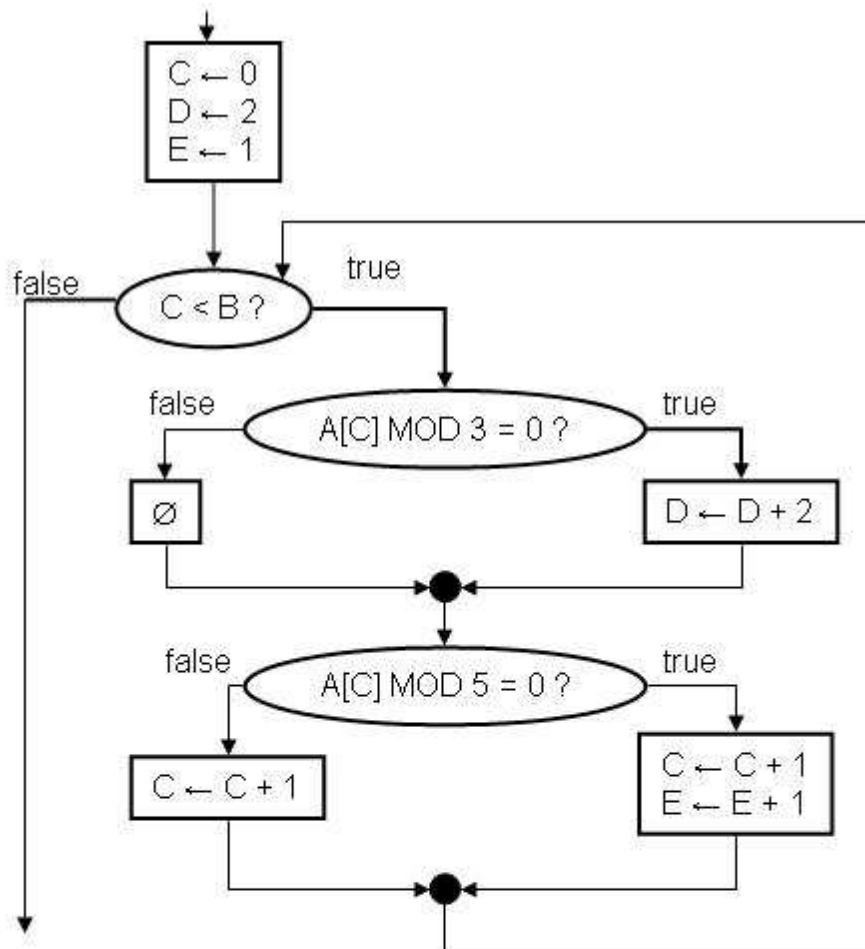 C ← 0
D ← 2
E ← 1
false
true
C < B ?
false
true
A[C] MOD 3 = 0 ?
Ø
D ← D + 2
false
true
A[C] MOD 5 = 0 ?
C ← C + 1
C ← C + 1
E ← E + 1